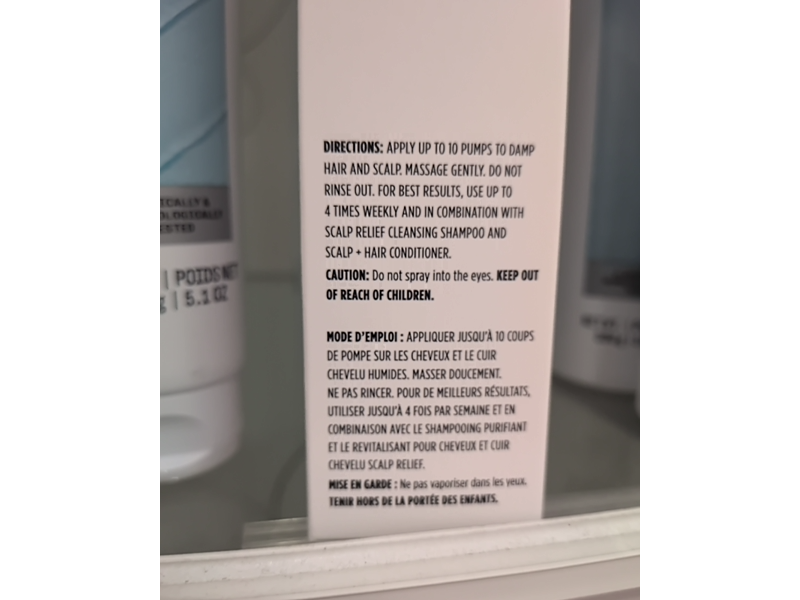 DIRECTIONS: APPLY UP TO 10 PUMPS TO DAMP
HAIR AND SCALP. MASSAGE GENTLY. DO NOT
RINSE OUT. FOR BEST RESULTS, USE UP TO
4 TIMES WEEKLY AND IN COMBINATION WITH
SCALP RELIEF CLEANSING SHAMPOO AND
SCALP + HAIR CONDITIONER.
CAUTION: Do not spray into the eyes. KEEP OUT
OF REACH OF CHILDREN.
MODE D'EMPLOI : APPLIQUER JUSQU'À 10 COUPS
DE POMPE SUR LES CHEVEUX ET LE CUIR
CHEVELU HUMIDES. MASSER DOUCEMENT.
NE PAS RINCER. POUR DE MEILLEURS RÉSULTATS,
UTILISER JUSQU'À 4 FOIS PAR SEMAINE ET EN
COMBINAISON AVEC LE SHAMPOOING PURIFIANT
ET LE REVITALISANT POUR CHEVEUX ET CUIR
CHEVELU SCALP RELIEF.
MISE EN GARDE : Ne pas vaporiser dans les yeux.
TENIR HORS DE LA PORTÉE DES ENFANTS.
| POIDS NET
| 5.1 OZ